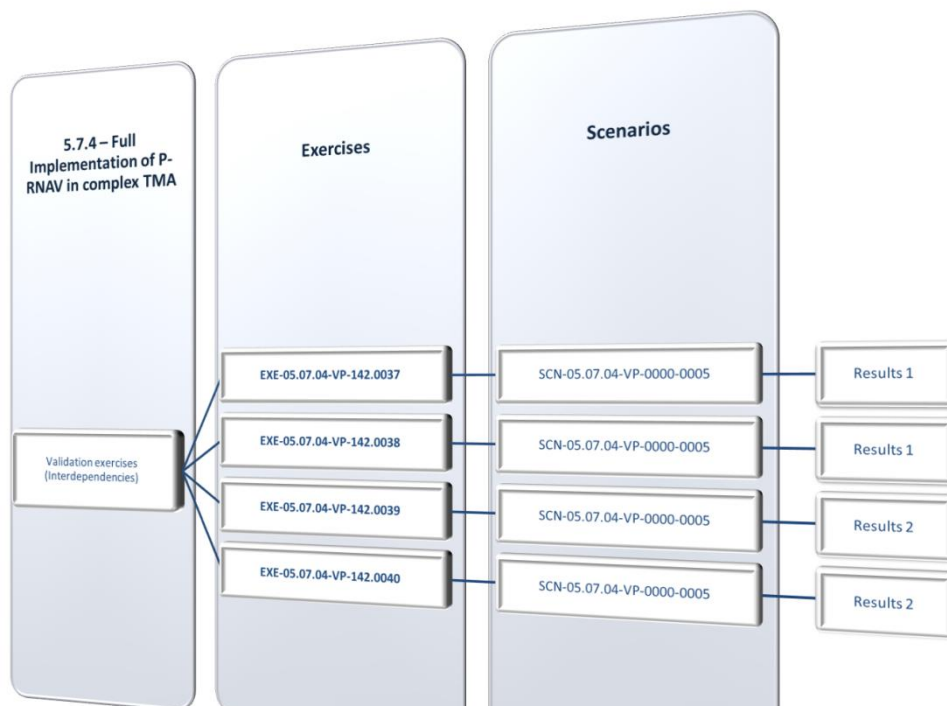 5.7.4 – Full
Implementation of P-
RNAV in complex TMA
Exercises
Scenarios
Validation exercises
(Interdependencies)
EXE-05.07.04-VP-142.0037
SCN-05.07.04-VP-0000-0005
Results 1
EXE-05.07.04-VP-142.0038
SCN-05.07.04-VP-0000-0005
Results 1
EXE-05.07.04-VP-142.0039
SCN-05.07.04-VP-0000-0005
Results 2
EXE-05.07.04-VP-142.0040
SCN-05.07.04-VP-0000-0005
Results 2